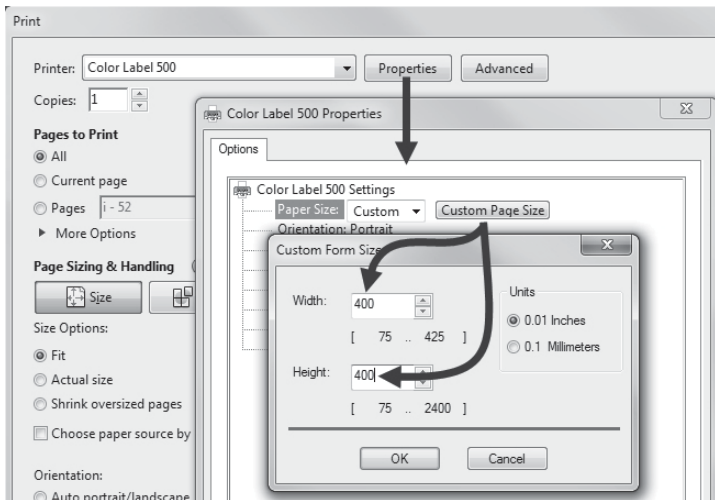 Print
Printer: Color Label 500 Properties Advanced
Copies: 1
Color Label 500 Properties
Pages to Print
All
Current page
Pages i - 52
More Options
Page Sizing & Handling
Size
Size Options:
Fit
Actual size
Shrink oversized pages
Choose paper source by
Orientation:
Auto portrait/landscape
Options
Color Label 500 Settings
Paper Size: Custom Custom Page Size
Orientation: Portrait
Custom Form Size
Width: 400
[ 75 .. 425 ]
Height: 400
[ 75 .. 2400 ]
Units
0.01 Inches
0.1 Millimeters
OK Cancel